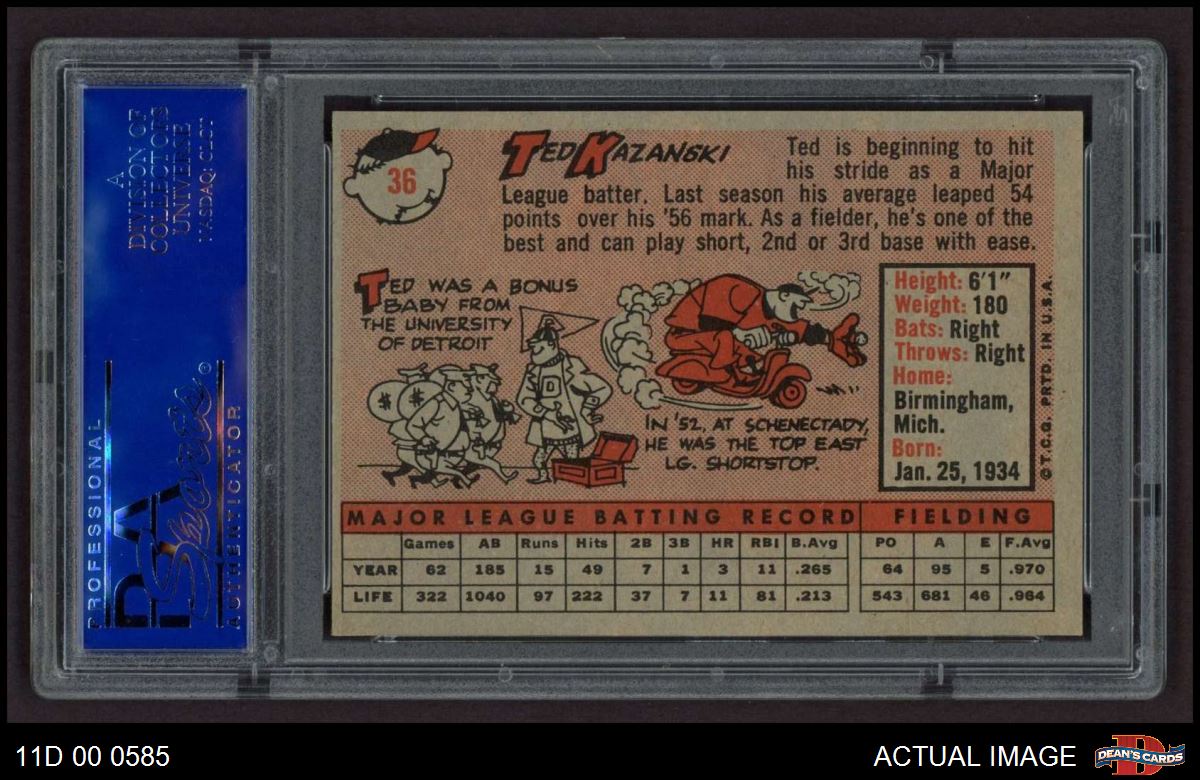 A
DIVISION OF
COLLECTORS
UNIVERSE
NASDAQ: CLCT
PROFESSIONAL
PSA
Sports
AUTHENTICATOR
36
TED KAZANSKI
Ted is beginning to hit
his stride as a Major
League batter. Last season his average leaped 54
points over his '56 mark. As a fielder, he's one of the
best and can play short, 2nd or 3rd base with ease.
TED WAS A BONUS
BABY FROM
THE UNIVERSITY
OF DETROIT
D
IN '52, AT SCHENECTADY,
HE WAS THE TOP EAST
LG. SHORTSTOP.
Height: 6'1"
Weight: 180
Bats: Right
Throws: Right
Home:
Birmingham,
Mich.
Born:
Jan. 25, 1934
© T.C.G. PRTD. IN U.S.A.
MAJOR LEAGUE BATTING RECORD FIELDING
Games AB Runs Hits 2B 3B HR RBI B.Avg PO A E F.Avg
YEAR 62 185 15 49 7 1 3 11 .265 64 95 5 .970
LIFE 322 1040 97 222 37 7 11 81 .213 543 681 46 .964
11D 00 0585
ACTUAL IMAGE
D
DEAN'S CARDS